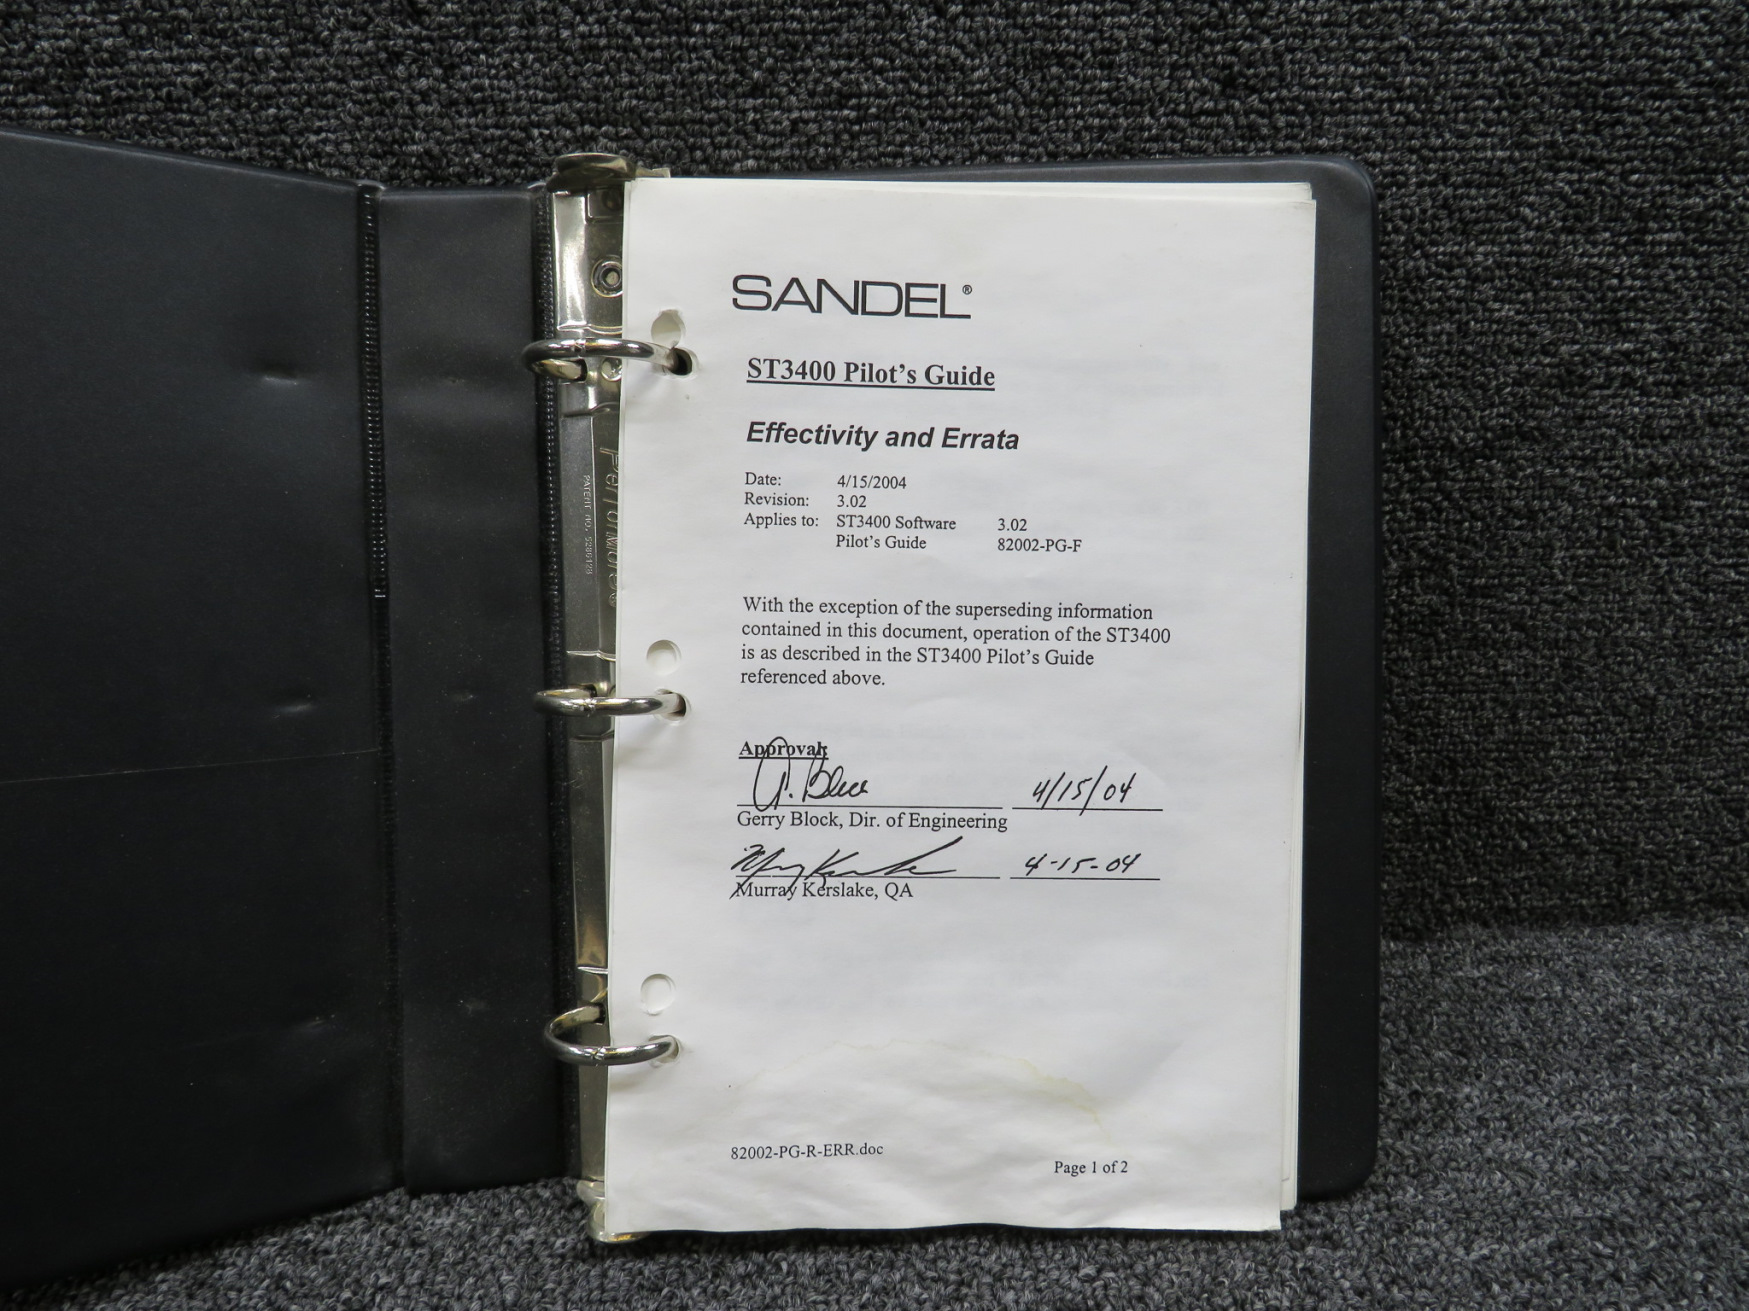 SANDEL®
ST3400 Pilot's Guide
Effectivity and Errata
Date: 4/15/2004
Revision: 3.02
Applies to: ST3400 Software 3.02
Pilot's Guide 82002-PG-F
With the exception of the superseding information
contained in this document, operation of the ST3400
is as described in the ST3400 Pilot's Guide
referenced above.
Approval:
4/15/04
Gerry Block, Dir. of Engineering
4-15-04
Murray Kerslake, QA
82002-PG-R-ERR.doc
Page 1 of 2
PATENT NO.